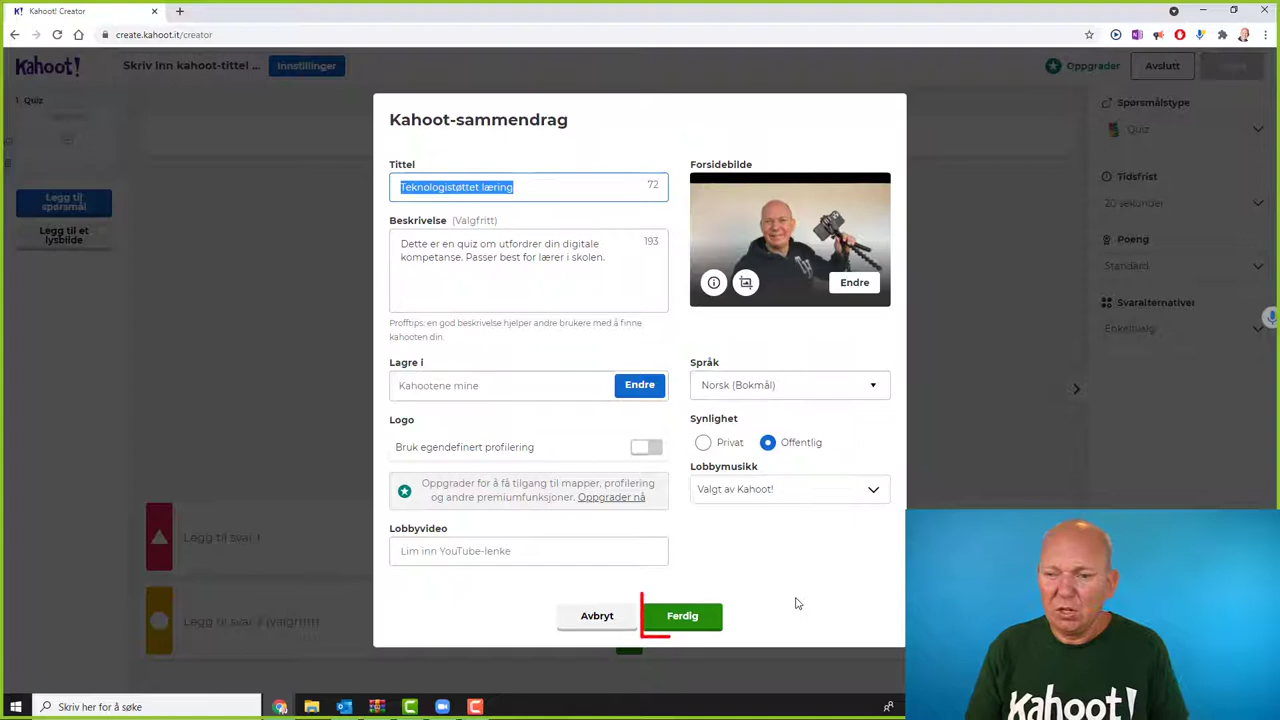 Kahoot! Creator
create.kahoot.it/creator
Kahoot!
Skriv inn kahoot-tittel ...
Innstillinger
Oppgrader
Avslutt
1 Quiz
Legg til
spørsmål
Legg til et
lysbilde
Kahoot-sammendrag
Tittel
Teknologistøttet læring
72
Beskrivelse (Valgfritt)
Dette er en quiz om utfordrer din digitale
kompetanse. Passer best for lærer i skolen.
193
Profftips: en god beskrivelse hjelper andre brukere med å finne
kahooten din.
Lagre i
Kahootene mine
Endre
Logo
Bruk egendefinert profilering
Oppgrader for å få tilgang til mapper, profilering
og andre premiumfunksjoner. Oppgrader nå
Lobbyvideo
Lim inn YouTube-lenke
Forsidebilde
Endre
Språk
Norsk (Bokmål)
Synlighet
Privat
Offentlig
Lobbymusikk
Valgt av Kahoot!
Avbryt
Ferdig
Spørsmålstype
Quiz
Tidsfrist
20 sekunder
Poeng
Standard
Svaralternativer
Enkeltvalg
Legg til svar 1
Legg til svar 3 (valgfritt)
Kahoot!
Skriv her for å søke